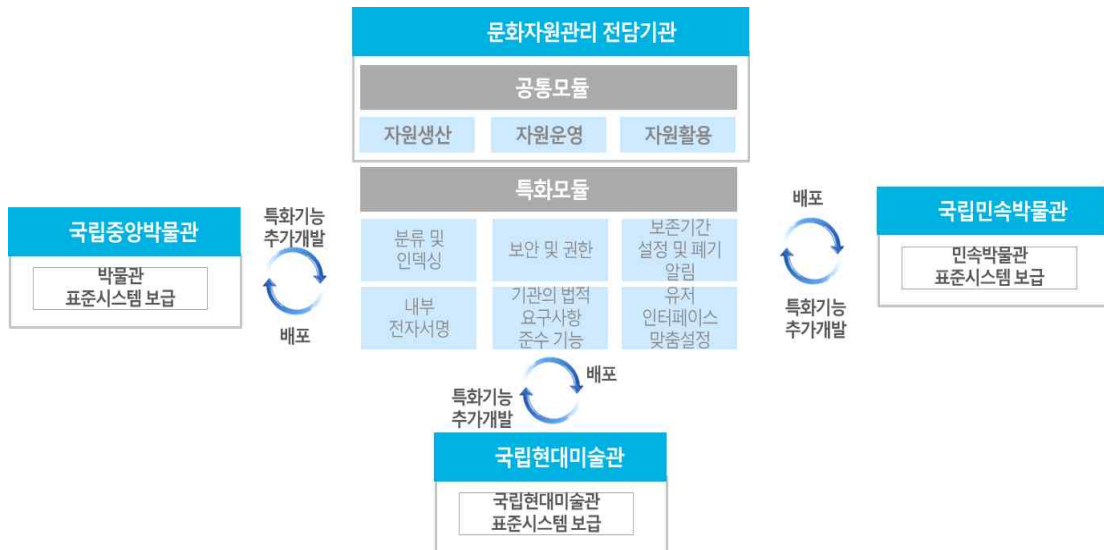 문화자원관리 전담기관
공통모듈
자원생산 자원운영 자원활용
특화모듈
분류 및
인덱싱
보안 및 권한
보존기간
설정 및 폐기
알림
내부
전자서명
기관의 법적
요구사항
준수 기능
유저
인터페이스
맞춤설정
국립중앙박물관
박물관
표준시스템 보급
특화기능
추가개발
배포
배포
특화기능
추가개발
국립민속박물관
민속박물관
표준시스템 보급
배포
특화기능
추가개발
국립현대미술관
국립현대미술관
표준시스템 보급